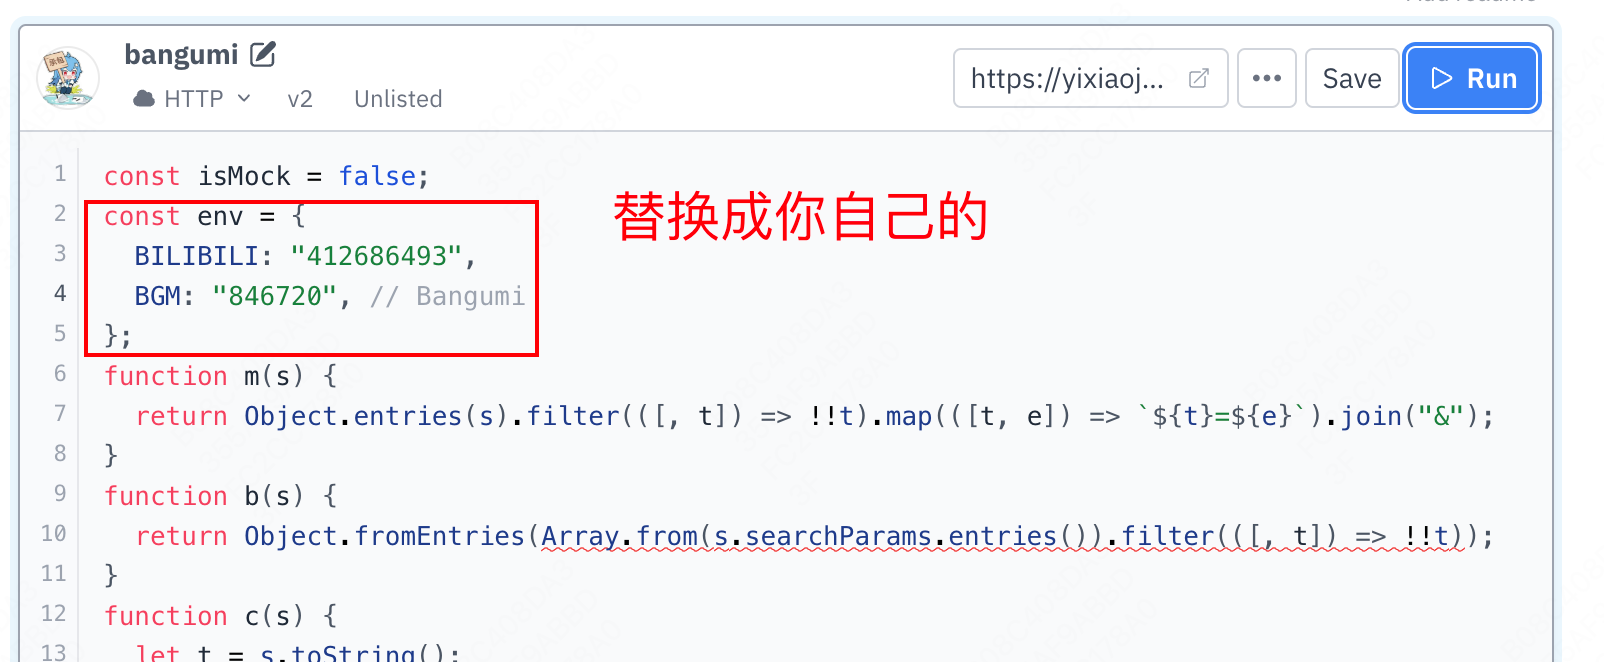 bangumi
HTTP v2 Unlisted
https://yixiaoj... ••• Save Run
1 const isMock = false;
2 const env = {
替换成你自己的
3 BILIBILI: "412686493",
4 BGM: "846720", // Bangumi
5 };
6 function m(s) {
7 return Object.entries(s).filter(([, t]) => !!t).map(([t, e]) => `${t}=${e}`).join("&");
8 }
9 function b(s) {
10 return Object.fromEntries(Array.from(s.searchParams.entries()).filter(([, t]) => !!t));
11 }
12 function c(s) {
13 let t = s.toString();